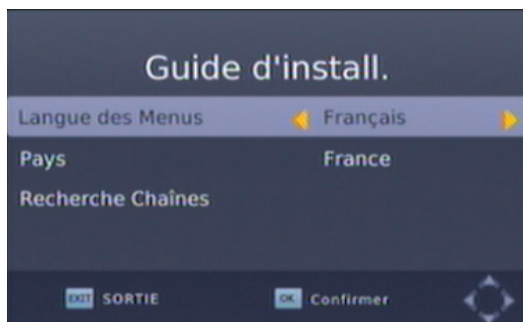 Guide d'install.
Langue des Menus Français
Pays France
Recherche Chaînes
EXIT SORTIE OK Confirmer